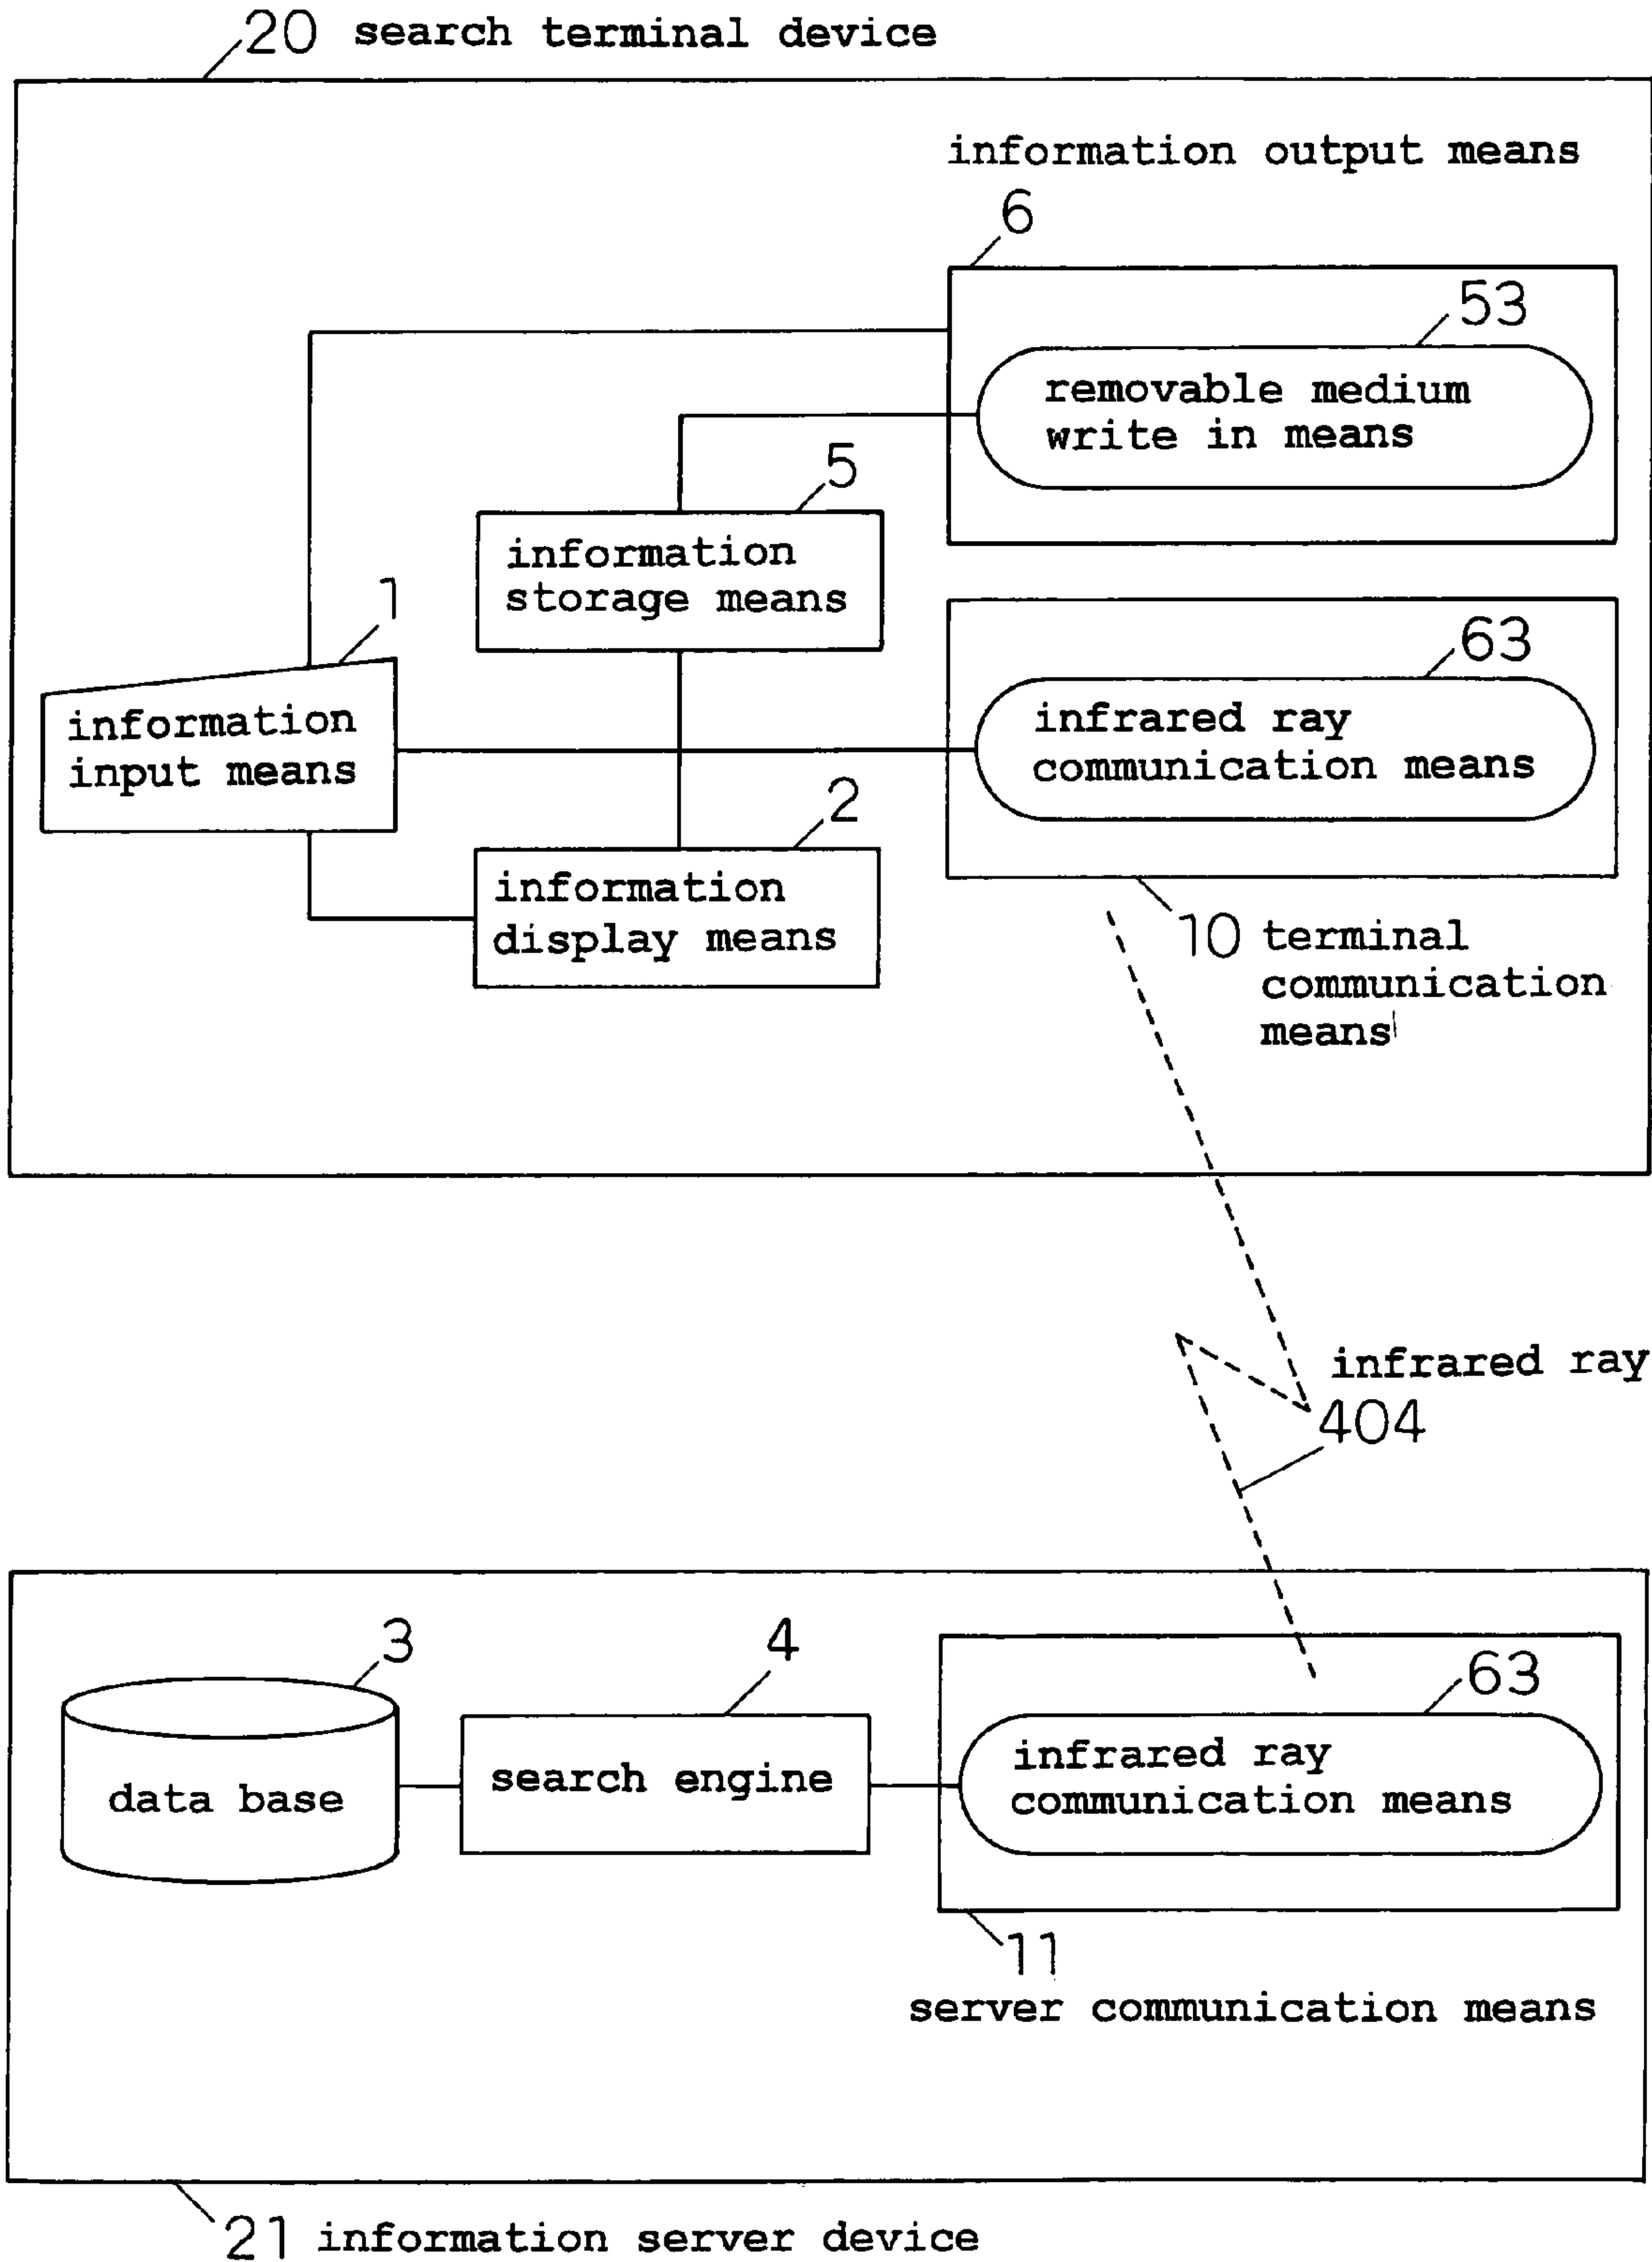 20 search terminal device
information output means
6
53
removable medium
write in means
5
information
storage means
1
63
information
input means
infrared ray
communication means
2
information
display means
10 terminal
communication
means
infrared ray
404
3
4
63
data base
search engine
infrared ray
communication means
11
server communication means
21 information server device